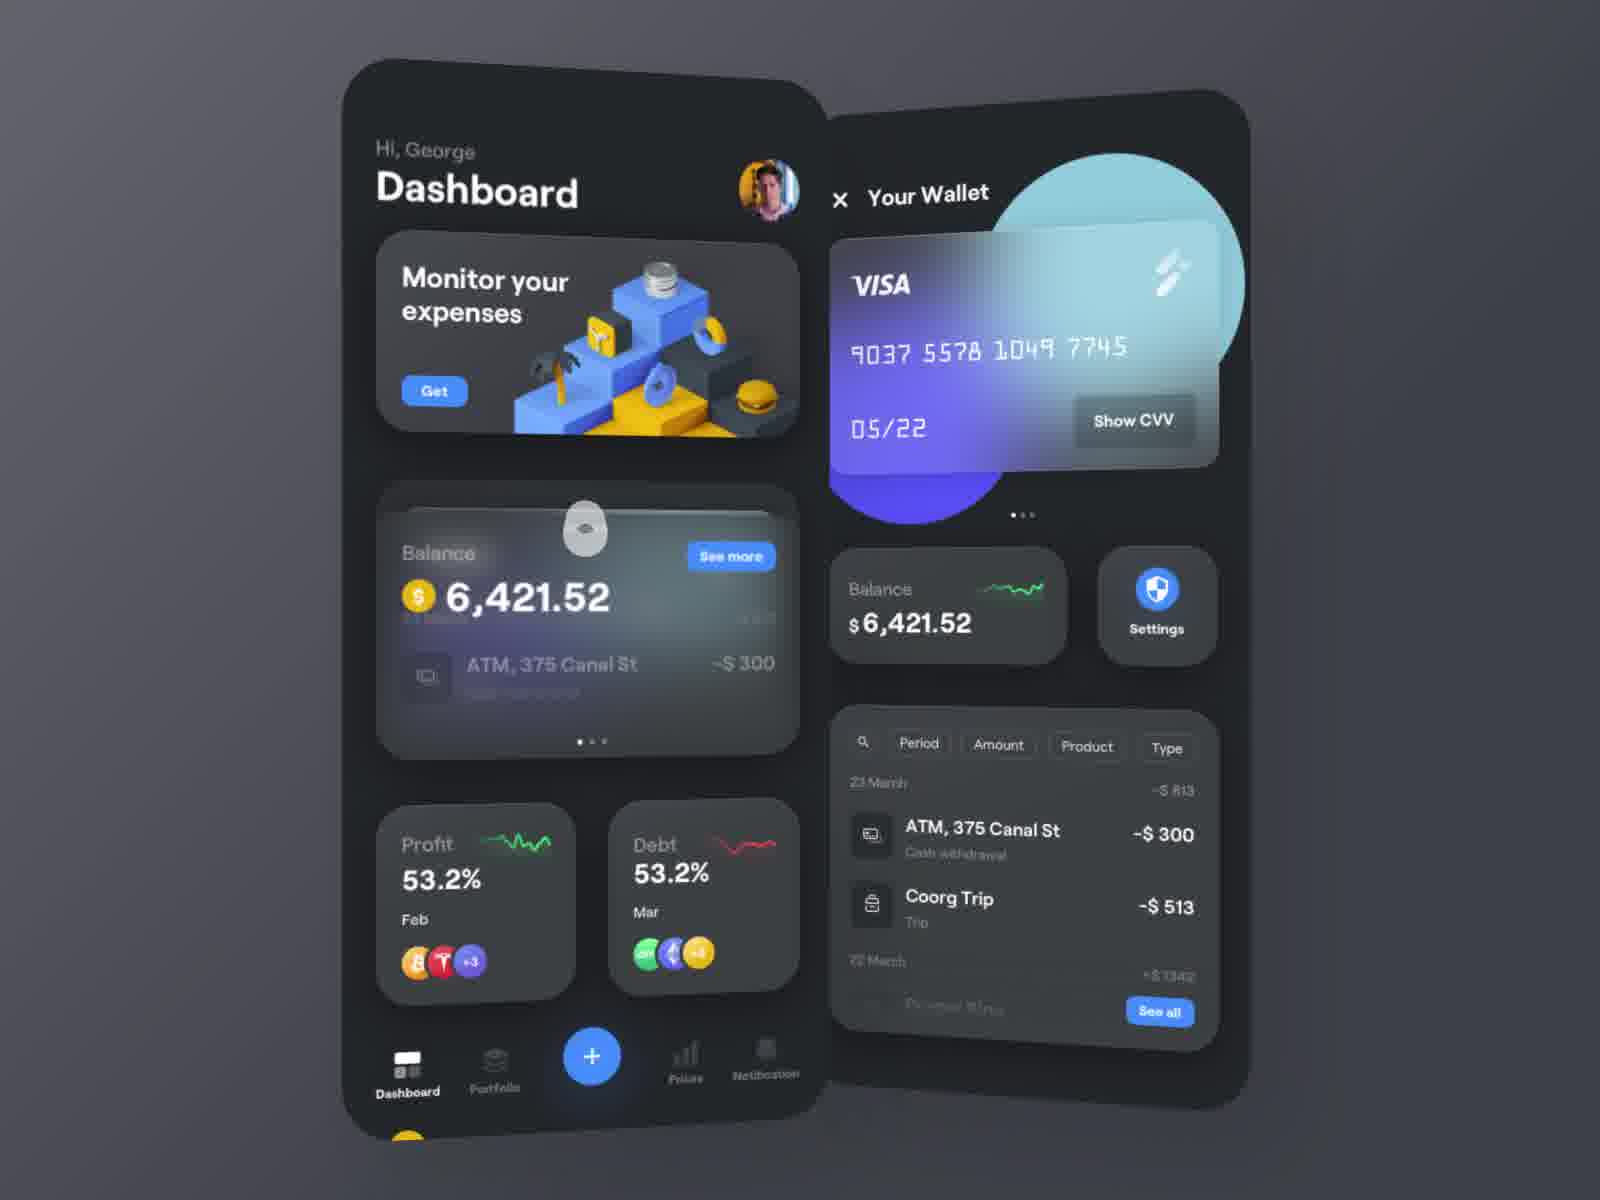 Hi, George
Dashboard
Monitor your
expenses
Get
Balance
See more
$ 6,421.52
ATM, 375 Canal St
-$ 300
Profit
53.2%
Feb
+3
Debt
53.2%
Mar
+3
Dashboard
Portfolio
+
Prices
Notification
× Your Wallet
VISA
9037 5578 1049 7745
05/22
Show CVV
Balance
$6,421.52
Settings
Period
Amount
Product
Type
23 March
-$ 813
ATM, 375 Canal St
-$ 300
Cash withdrawal
Coorg Trip
-$ 513
Trip
22 March
-$ 1342
See all